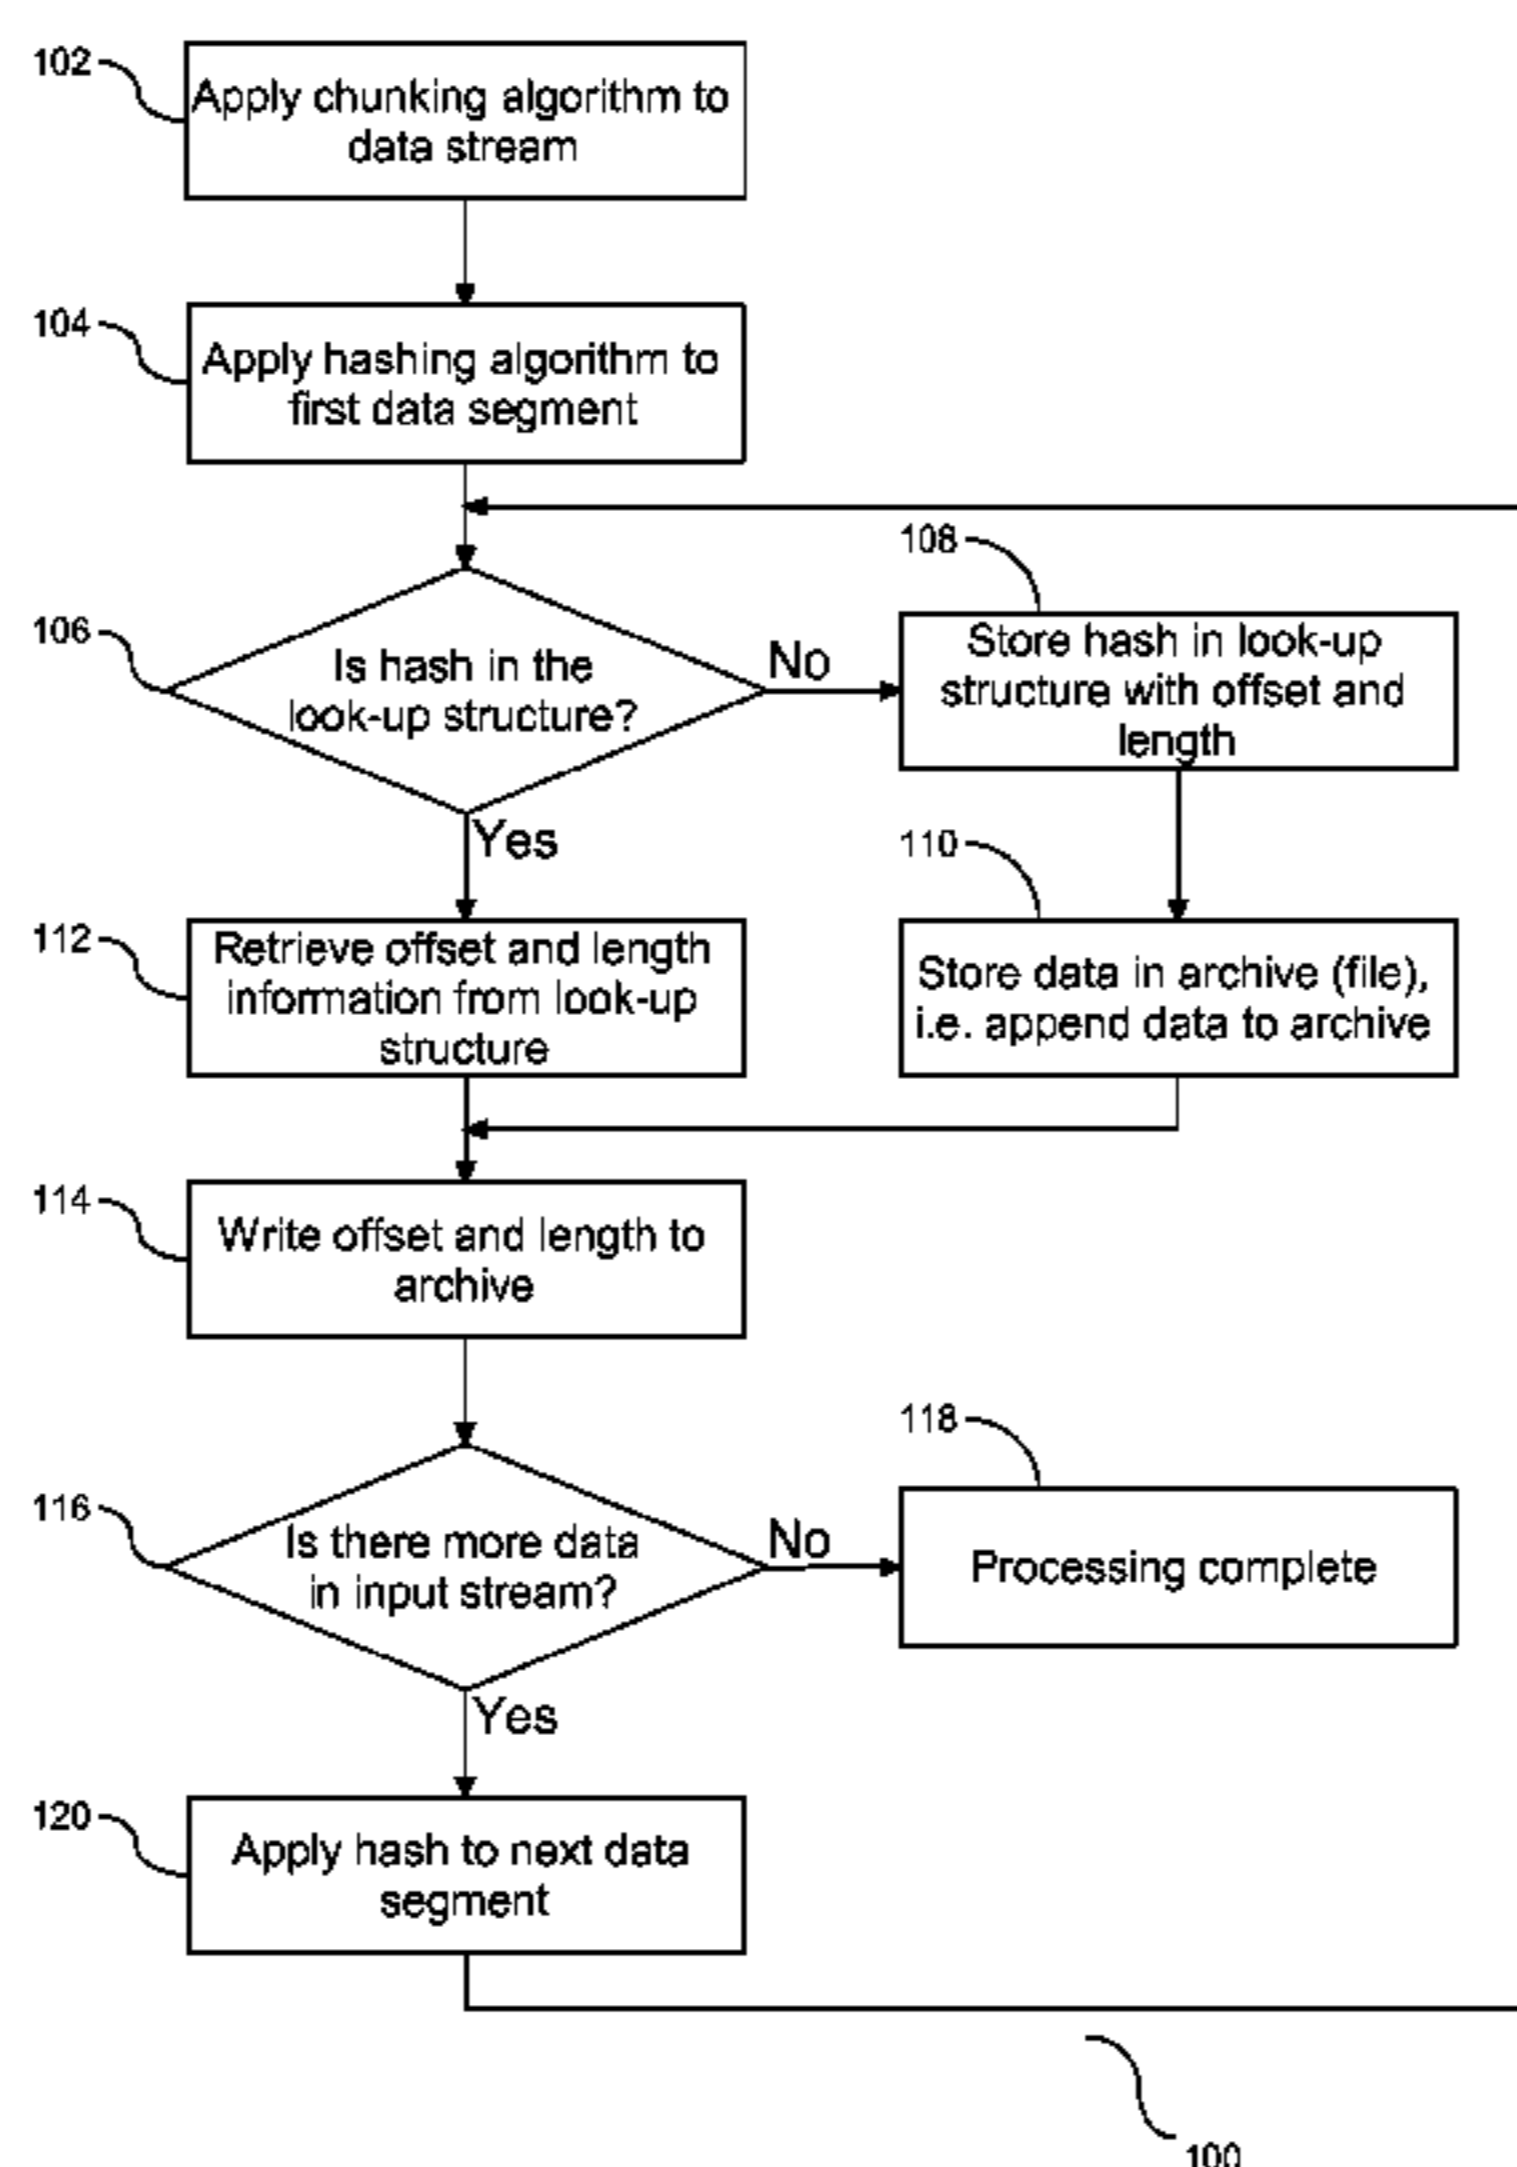 102
Apply chunking algorithm to
data stream
104
Apply hashing algorithm to
first data segment
106
Is hash in the
look-up structure?
No
108
Store hash in look-up
structure with offset and
length
Yes
110
Store data in archive (file),
i.e. append data to archive
112
Retrieve offset and length
information from look-up
structure
114
Write offset and length to
archive
116
Is there more data
in input stream?
No
118
Processing complete
Yes
120
Apply hash to next data
segment
100